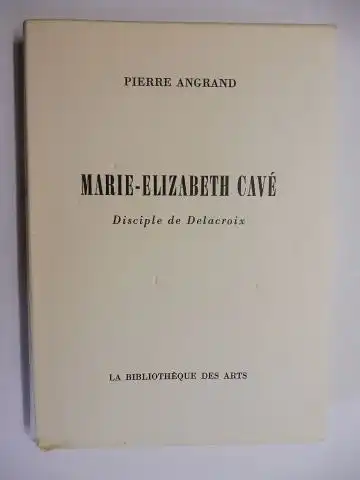 PIERRE ANGRAND
MARIE-ELIZABETH CAVÉ
Disciple de Delacroix
LA BIBLIOTHÈQUE DES ARTS